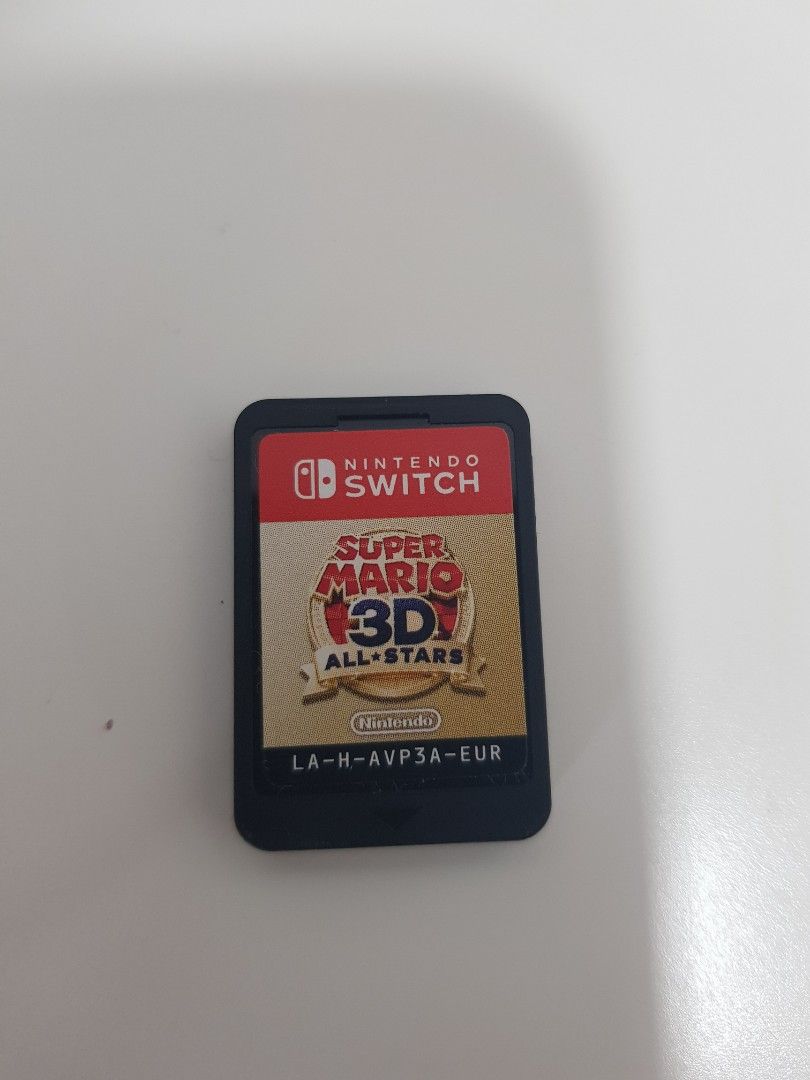 NINTENDO
SWITCH
SUPER
MARIO
3D
ALL★STARS
Nintendo
LA-H-AVP3A-EUR